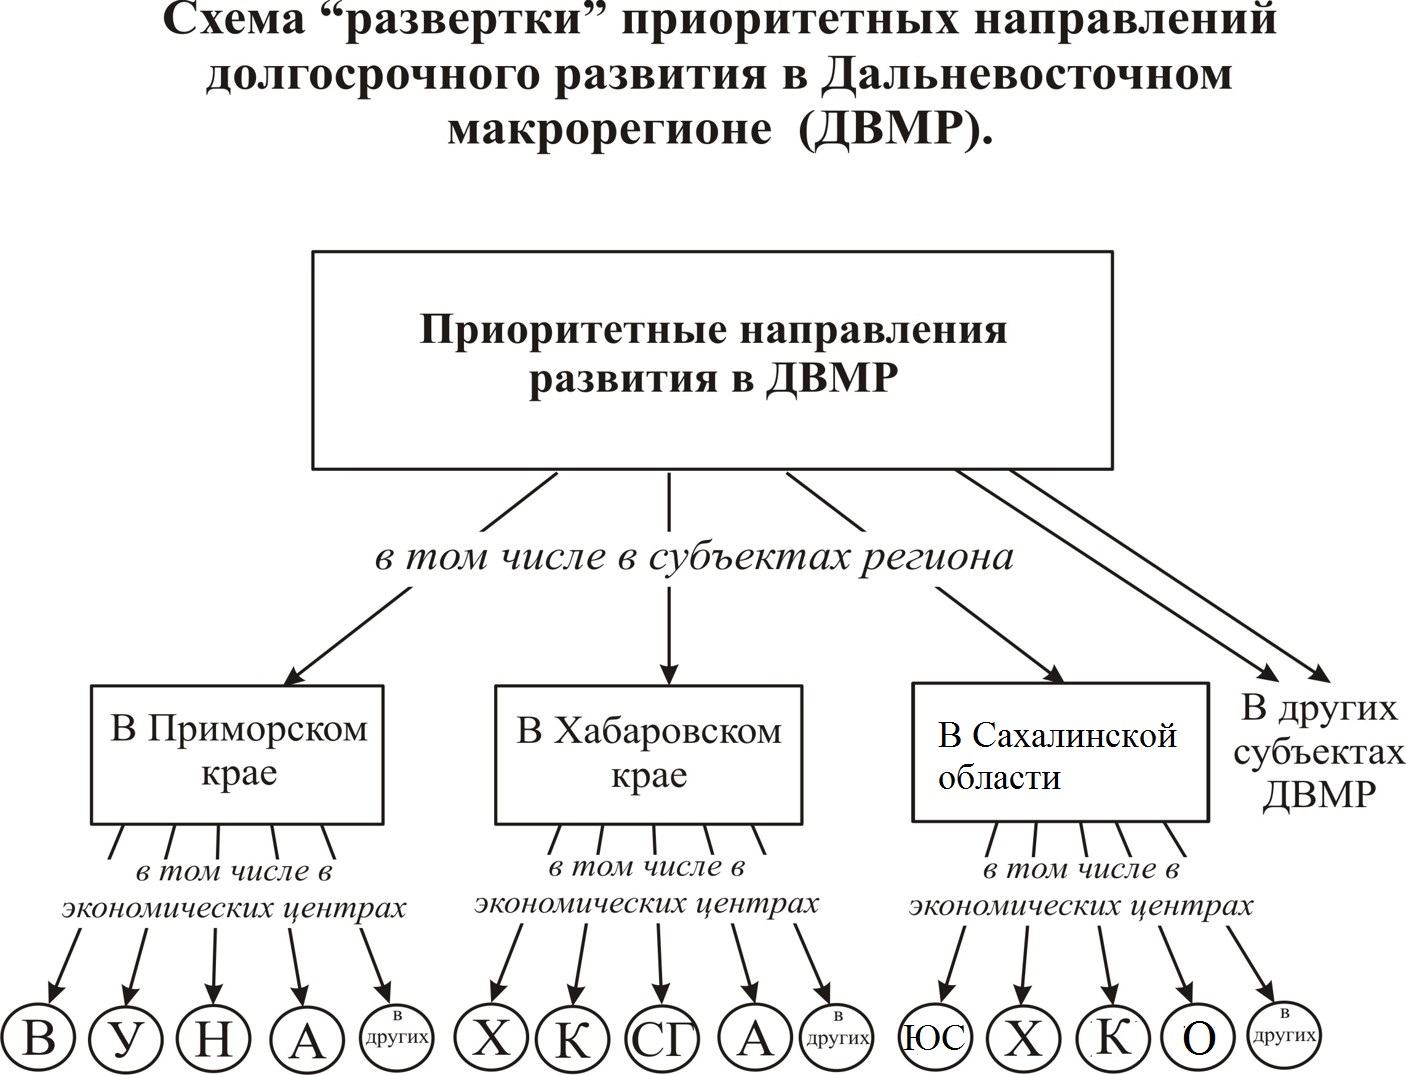 Схема “развертки” приоритетных направлений
долгосрочного развития в Дальневосточном
макрорегионе (ДВМР).
Приоритетные направления
развития в ДВМР
в том числе в субъектах региона
В Приморском
крае
В Хабаровском
крае
В Сахалинской
области
В других
субъектах
ДВМР
в том числе в
экономических центрах
в том числе в
экономических центрах
в том числе в
экономических центрах
В
У
Н
А
в
других
Х
К
СГ
А
в
других
ЮС
Х
К
О
в
других